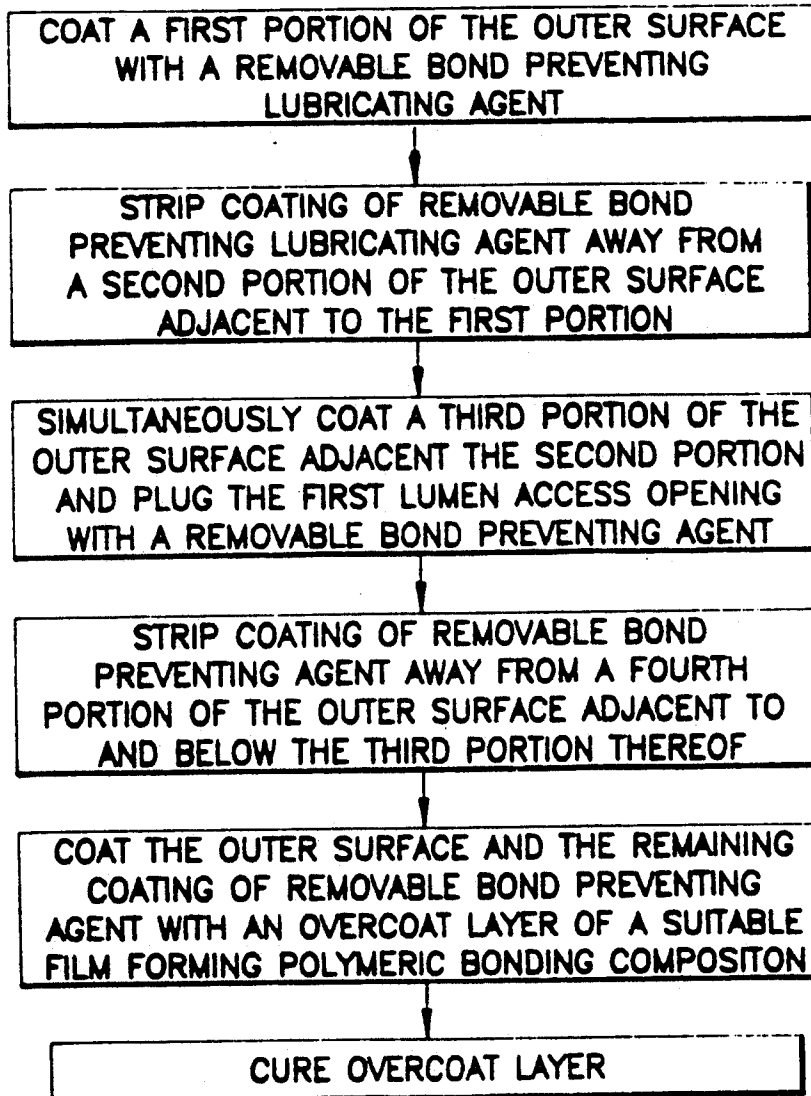 COAT A FIRST PORTION OF THE OUTER SURFACE
WITH A REMOVABLE BOND PREVENTING
LUBRICATING AGENT
STRIP COATING OF REMOVABLE BOND
PREVENTING LUBRICATING AGENT AWAY FROM
A SECOND PORTION OF THE OUTER SURFACE
ADJACENT TO THE FIRST PORTION
SIMULTANEOUSLY COAT A THIRD PORTION OF THE
OUTER SURFACE ADJACENT THE SECOND PORTION
AND PLUG THE FIRST LUMEN ACCESS OPENING
WITH A REMOVABLE BOND PREVENTING AGENT
STRIP COATING OF REMOVABLE BOND
PREVENTING AGENT AWAY FROM A FOURTH
PORTION OF THE OUTER SURFACE ADJACENT TO
AND BELOW THE THIRD PORTION THEREOF
COAT THE OUTER SURFACE AND THE REMAINING
COATING OF REMOVABLE BOND PREVENTING
AGENT WITH AN OVERCOAT LAYER OF A SUITABLE
FILM FORMING POLYMERIC BONDING COMPOSITON
CURE OVERCOAT LAYER